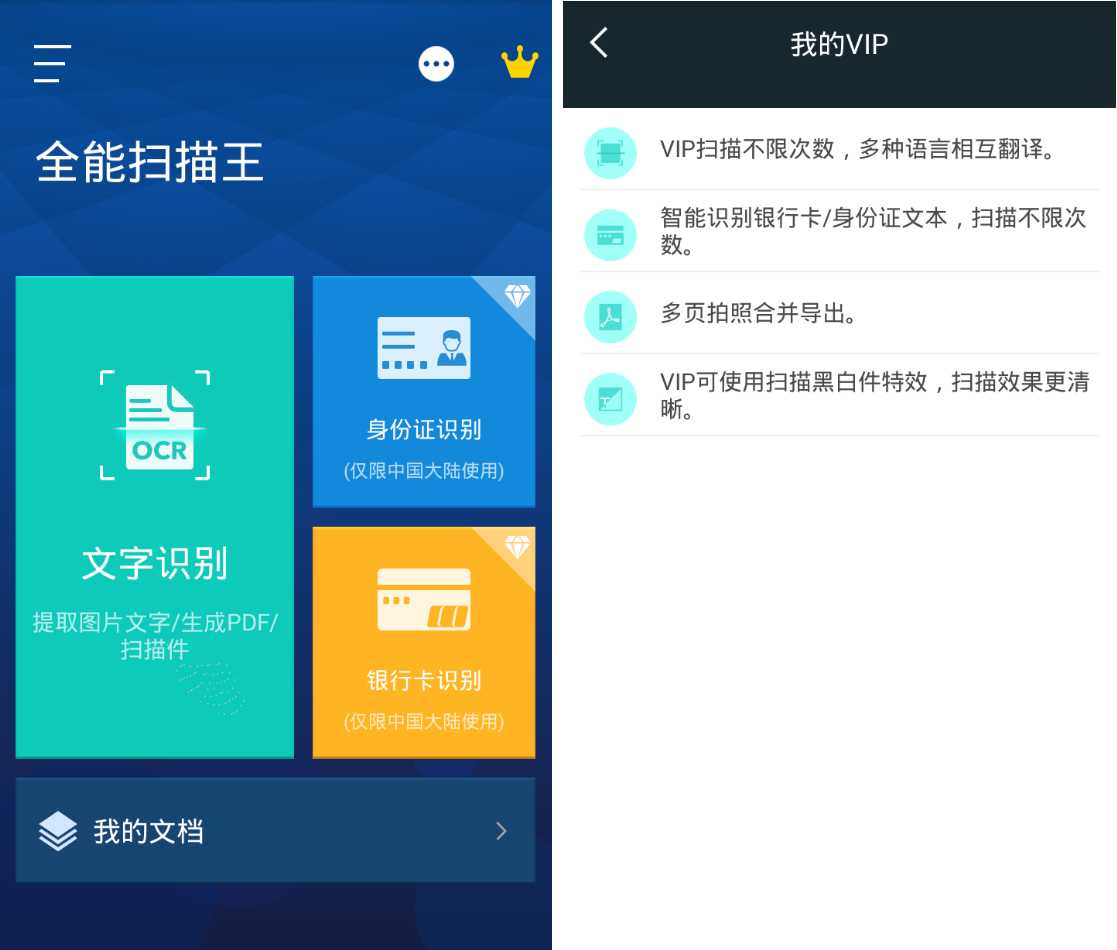 全能扫描王
OCR
文字识别
提取图片文字/生成PDF/
扫描件
身份证识别
(仅限中国大陆使用)
银行卡识别
(仅限中国大陆使用)
我的文档
我的VIP
VIP扫描不限次数，多种语言相互翻译。
智能识别银行卡/身份证文本，扫描不限次
数。
多页拍照合并导出。
VIP可使用扫描黑白件特效，扫描效果更清
晰。